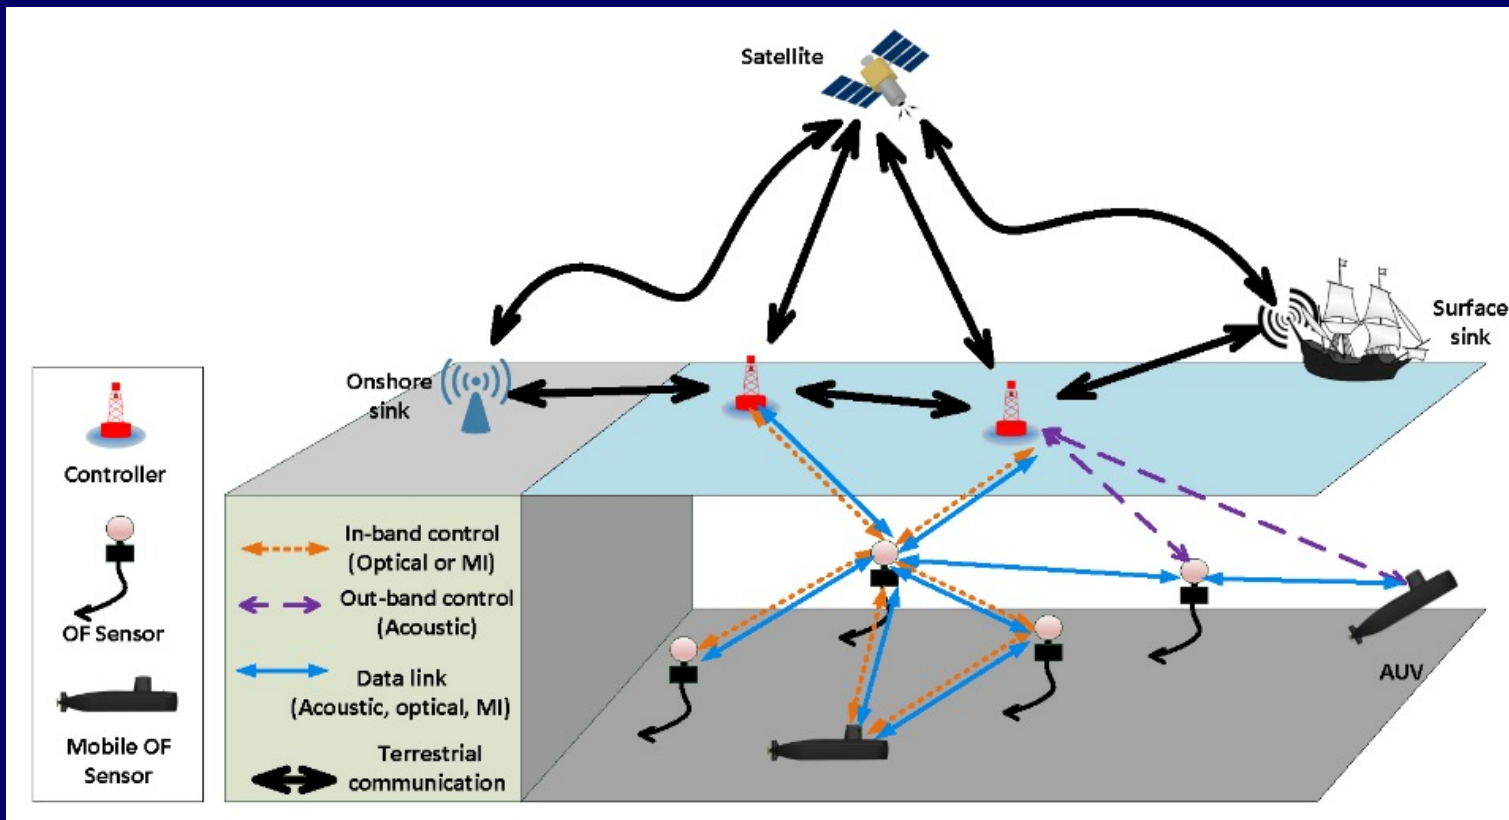 Satellite
Surface
sink
Onshore
sink
Controller
OF Sensor
Mobile OF
Sensor
In-band control
(Optical or MI)
Out-band control
(Acoustic)
Data link
(Acoustic, optical, MI)
Terrestrial
communication
AUV